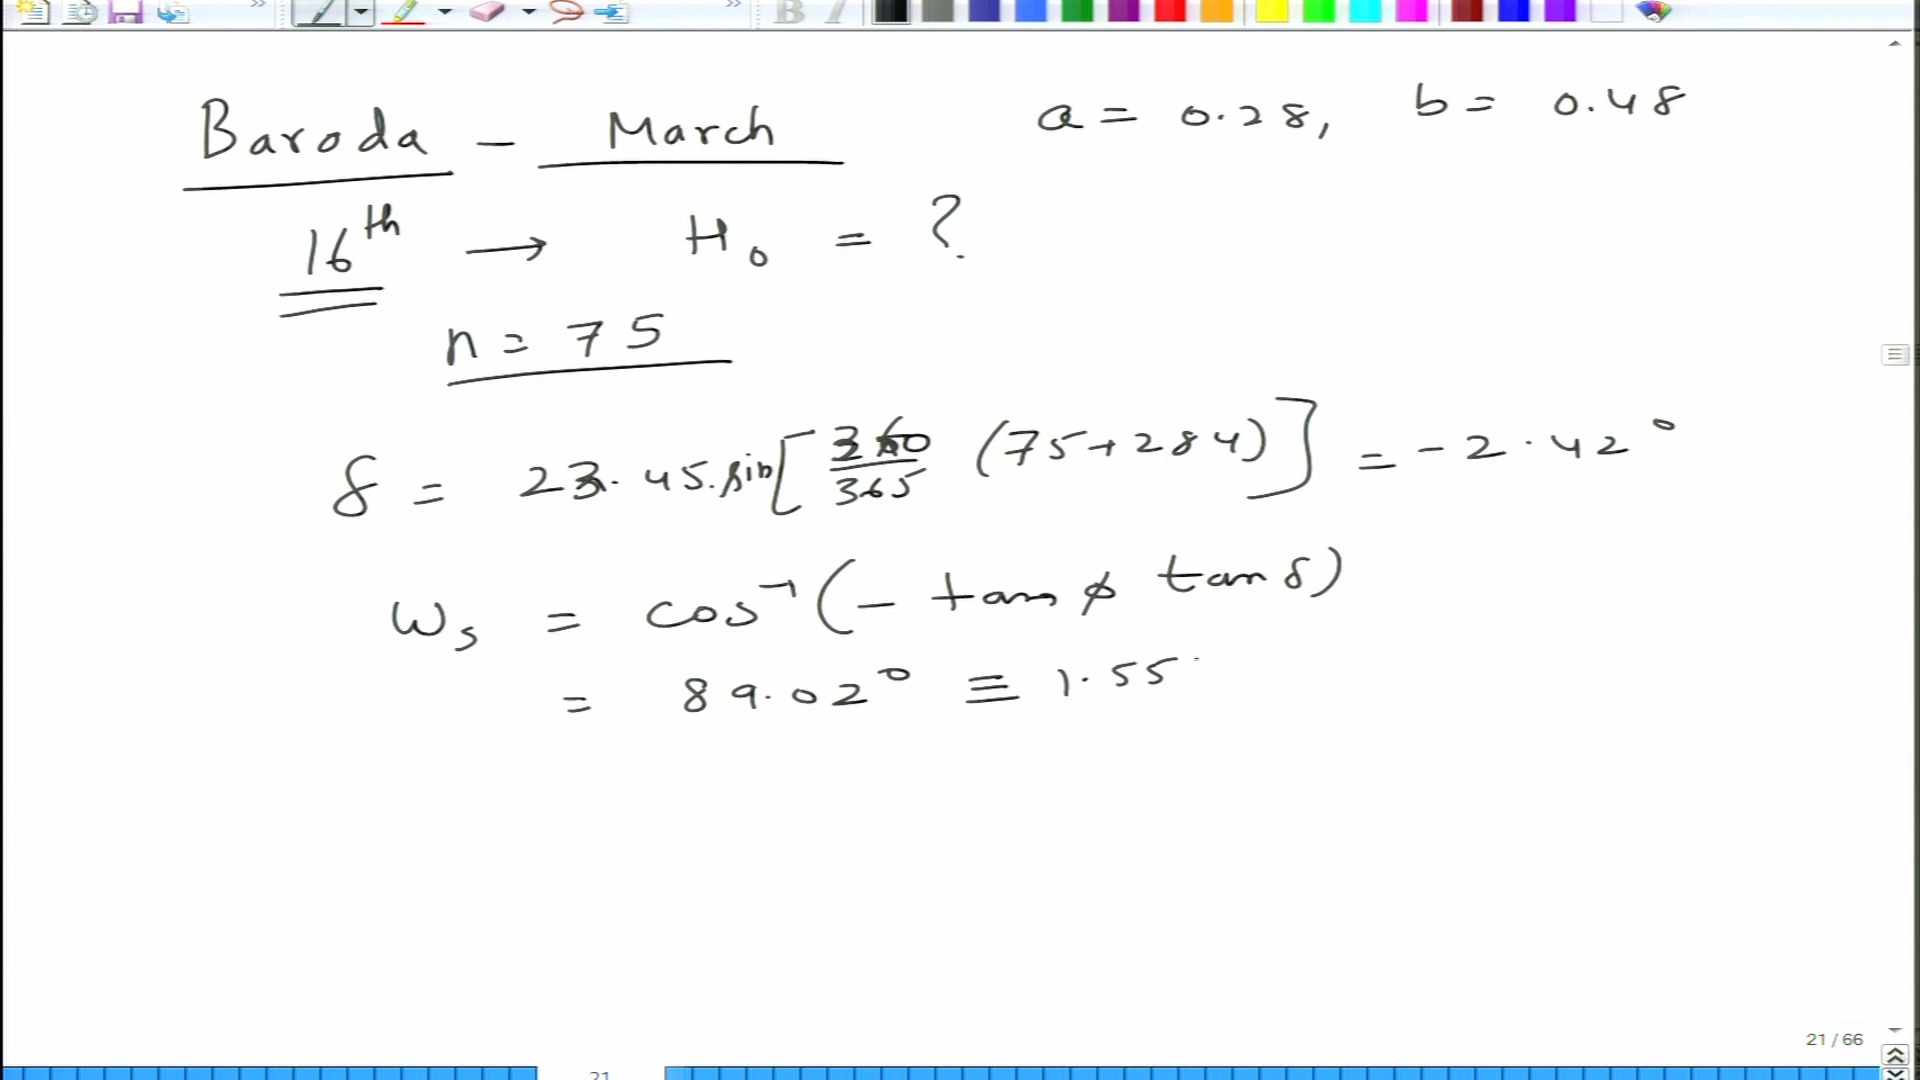 B I
Baroda - March a = 0.28, b = 0.48
16th → H0 = ?
n = 75
δ = 23.45.sin[360/365 (75+284)] = -2.42°
ωs = cos⁻¹(- tan ϕ tan δ)
= 89.02° ≡ 1.55
21 / 66
21